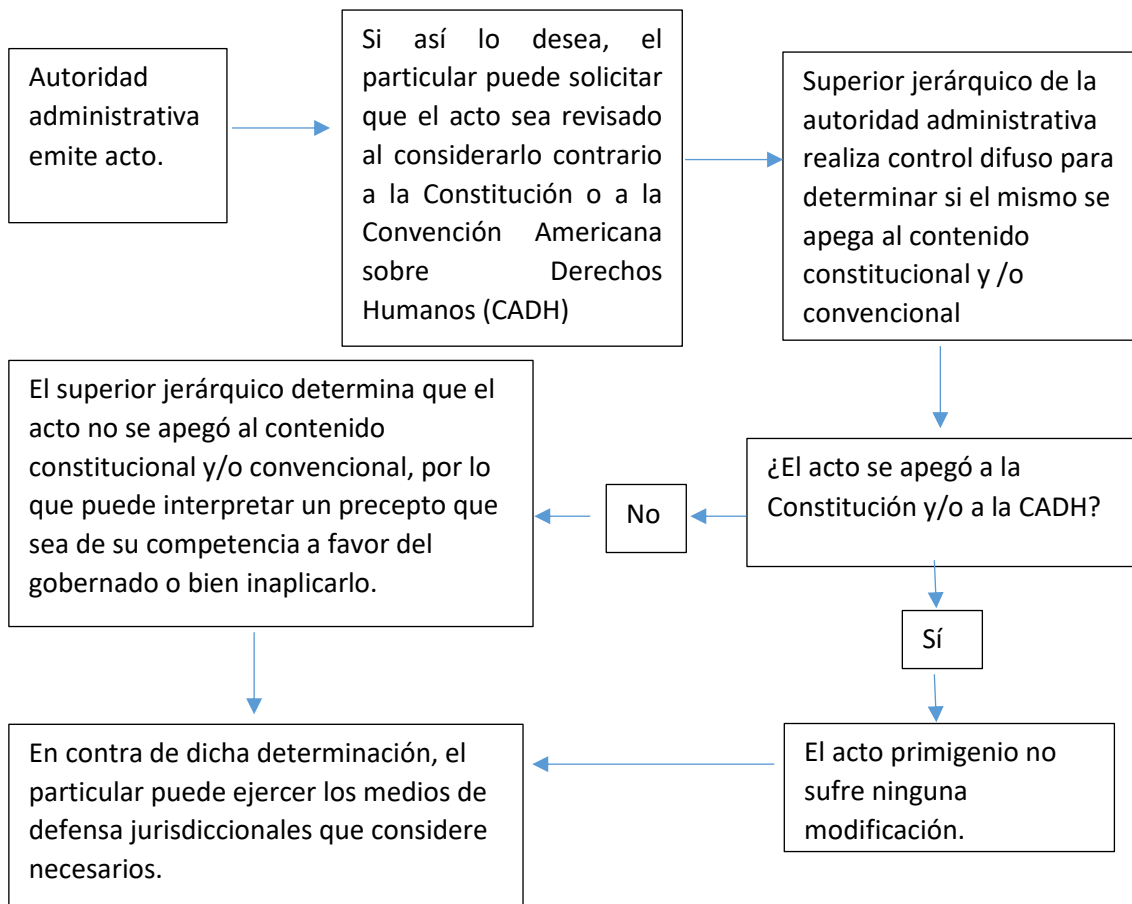 Autoridad
administrativa
emite acto.
Si así lo desea, el
particular puede solicitar
que el acto sea revisado
al considerarlo contrario
a la Constitución o a la
Convención Americana
sobre Derechos
Humanos (CADH)
Superior jerárquico de la
autoridad administrativa
realiza control difuso para
determinar si el mismo se
apega al contenido
constitucional y /o
convencional
¿El acto se apegó a la
Constitución y/o a la CADH?
No
El superior jerárquico determina que el
acto no se apegó al contenido
constitucional y/o convencional, por lo
que puede interpretar un precepto que
sea de su competencia a favor del
gobernado o bien inaplicarlo.
Sí
El acto primigenio no
sufre ninguna
modificación.
En contra de dicha determinación, el
particular puede ejercer los medios de
defensa jurisdiccionales que considere
necesarios.